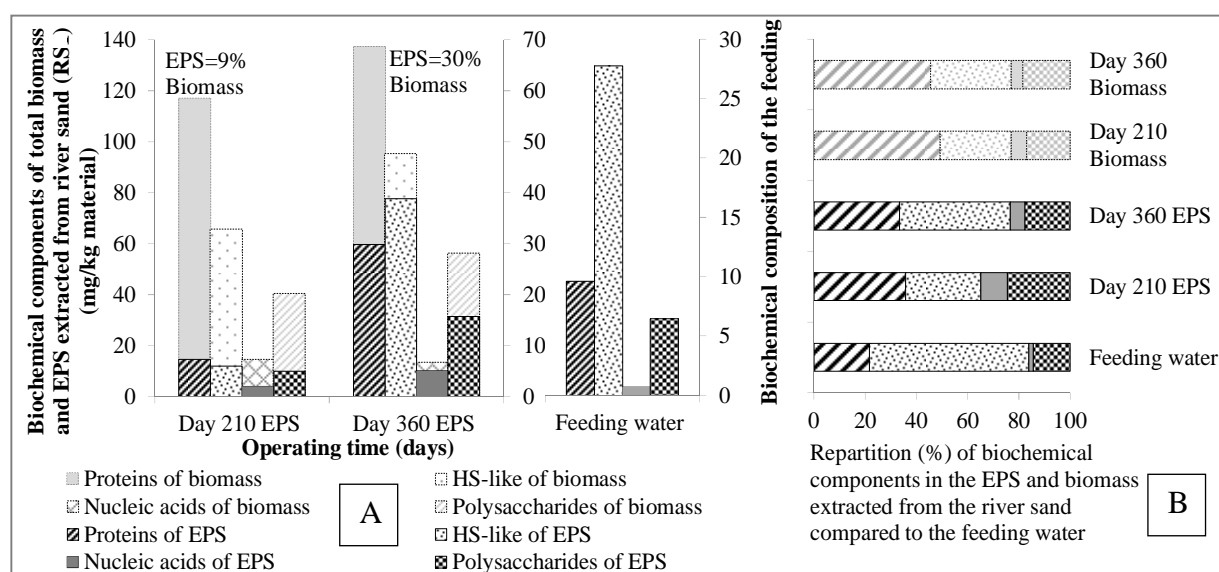 Biochemical components of total biomass
and EPS extracted from river sand (RS-)
(mg/kg material)
140
120
100
80
60
40
20
0
EPS=9%
Biomass
EPS=30%
Biomass
Day 210 EPS
Day 360 EPS
Operating time (days)
70
60
50
40
30
20
10
0
Feeding water
30
25
20
15
10
5
0
Biochemical composition of the feeding
Proteins of biomass
HS-like of biomass
Nucleic acids of biomass
Polysaccharides of biomass
Proteins of EPS
HS-like of EPS
Nucleic acids of EPS
Polysaccharides of EPS
A
Day 360
Biomass
Day 210
Biomass
Day 360 EPS
Day 210 EPS
Feeding water
0 20 40 60 80 100
Repartition (%) of biochemical
components in the EPS and biomass
extracted from the river sand
compared to the feeding water
B